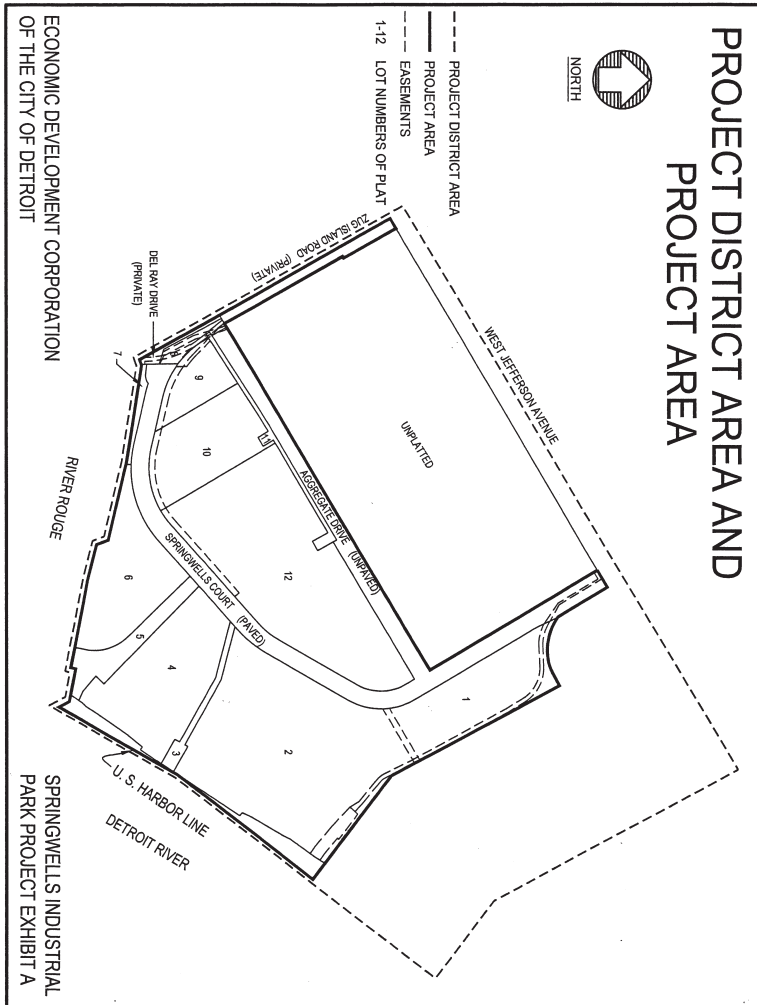 PROJECT DISTRICT AREA AND
PROJECT AREA
NORTH
PROJECT DISTRICT AREA
PROJECT AREA
EASEMENTS
1-12 LOT NUMBERS OF PLAT
WEST JEFFERSON AVENUE
ZUG ISLAND ROAD (PRIVATE)
UNPLATTED
DEL RAY DRIVE
(PRIVATE)
AGGREGATE DRIVE (UNPAVED)
SPRINGWELLS COURT (PAVED)
1
2
3
4
5
6
7
9
10
11
12
RIVER ROUGE
U. S. HARBOR LINE
DETROIT RIVER
ECONOMIC DEVELOPMENT CORPORATION
OF THE CITY OF DETROIT
SPRINGWELLS INDUSTRIAL
PARK PROJECT EXHIBIT A